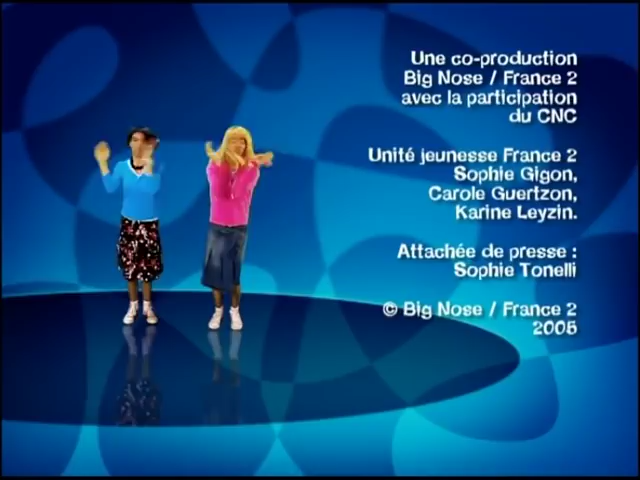 Une co-production
Big Nose / France 2
avec la participation
du CNC
Unité jeunesse France 2
Sophie Gigon,
Carole Guertzon,
Karine Leyzin.
Attachée de presse :
Sophie Tonelli
© Big Nose / France 2
2005